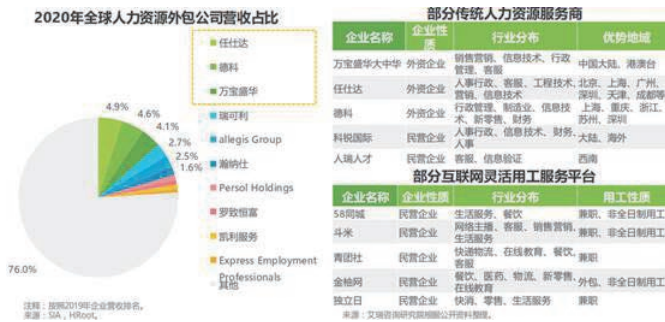 2020年全球人力资源外包公司营收占比
任仕达
德科
万宝盛华
瑞可利
allegis Group
瀚纳仕
Persol Holdings
罗致恒富
凯利服务
Express Employment
Professionals
其他
4.9%
4.6%
4.1%
2.7%
2.5%
1.6%
76.0%
注释：按照2019年企业营收排名。
来源：SIA，HRoot。
部分传统人力资源服务商
企业名称 企业性质 行业分布 优势地域
万宝盛华大中华 外资企业 销售营销、信息技术、行政管理、客服 中国大陆、港澳台
任仕达 外资企业 人事行政、客服、工程技术、营销、信息技术 北京、上海、广州、深圳、天津、成都等
德科 外资企业 行政管理、制造业、信息技术、新零售、财务 上海、重庆、浙江、苏州、深圳
科锐国际 民营企业 人事行政、信息技术、财务、人事 大陆、海外
人瑞人才 民营企业 客服、信息验证 西南
部分互联网灵活用工服务平台
企业名称 企业性质 行业分布 用工性质
58同城 民营企业 生活服务、餐饮 兼职、非全日制用工
斗米 民营企业 网络主播、客服、销售营销、生活服务 兼职、非全日制用工
青团社 民营企业 快递物流、在线教育、餐饮、客服 兼职
金柚网 民营企业 餐饮、医药、物流、新零售、在线教育 外包、非全日制用工
独立日 民营企业 快消、零售、生活服务 兼职
来源：艾瑞咨询研究院根据公开资料整理。